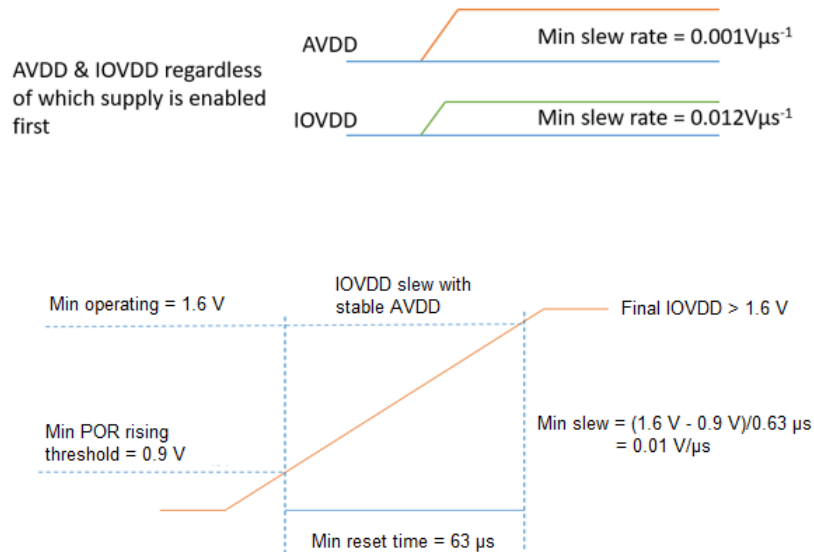 AVDD
Min slew rate = 0.001Vµs⁻¹
AVDD & IOVDD regardless
of which supply is enabled
first
IOVDD
Min slew rate = 0.012Vµs⁻¹
Min operating = 1.6 V
IOVDD slew with
stable AVDD
Final IOVDD > 1.6 V
Min POR rising
threshold = 0.9 V
Min slew = (1.6 V - 0.9 V)/0.63 µs
= 0.01 V/µs
Min reset time = 63 µs